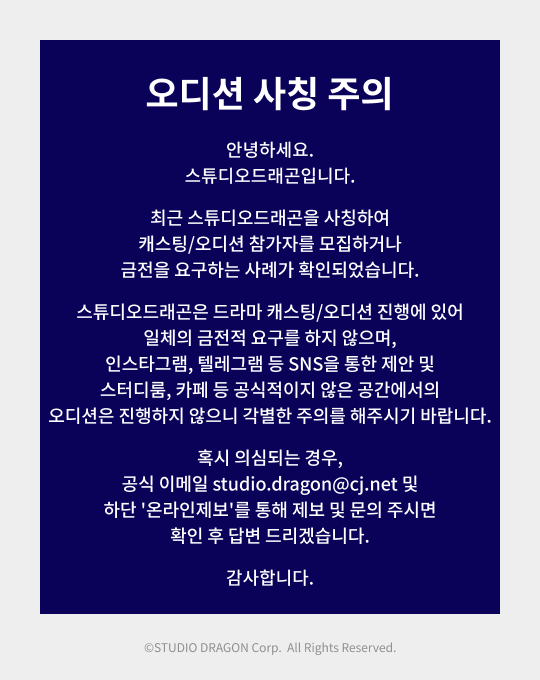 오디션 사칭 주의
안녕하세요.
스튜디오드래곤입니다.
최근 스튜디오드래곤을 사칭하여
캐스팅/오디션 참가자를 모집하거나
금전을 요구하는 사례가 확인되었습니다.
스튜디오드래곤은 드라마 캐스팅/오디션 진행에 있어
일체의 금전적 요구를 하지 않으며,
인스타그램, 텔레그램 등 SNS을 통한 제안 및
스터디룸, 카페 등 공식적이지 않은 공간에서의
오디션은 진행하지 않으니 각별한 주의를 해주시기 바랍니다.
혹시 의심되는 경우,
공식 이메일 studio.dragon@cj.net 및
하단 '온라인제보'를 통해 제보 및 문의 주시면
확인 후 답변 드리겠습니다.
감사합니다.
©STUDIO DRAGON Corp. All Rights Reserved.